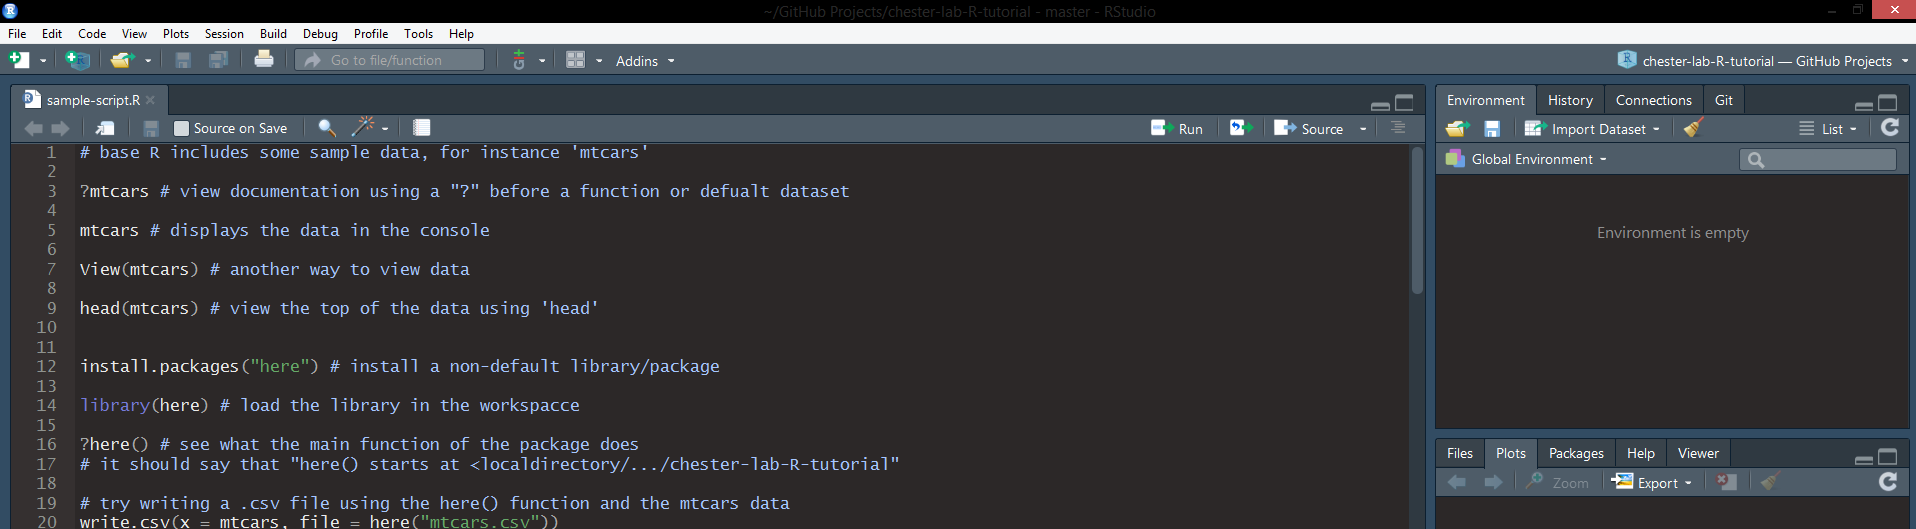 ~/GitHub Projects/chester-lab-R-tutorial - master - RStudio
File Edit Code View Plots Session Build Debug Profile Tools Help
Go to file/function Addins chester-lab-R-tutorial — GitHub Projects
sample-script.R
Source on Save Run Source
1 # base R includes some sample data, for instance 'mtcars'
2
3 ?mtcars # view documentation using a "?" before a function or defualt dataset
4
5 mtcars # displays the data in the console
6
7 View(mtcars) # another way to view data
8
9 head(mtcars) # view the top of the data using 'head'
10
11
12 install.packages("here") # install a non-default library/package
13
14 library(here) # load the library in the workspacce
15
16 ?here() # see what the main function of the package does
17 # it should say that "here() starts at <localdirectory/.../chester-lab-R-tutorial"
18
19 # try writing a .csv file using the here() function and the mtcars data
20 write.csv(x = mtcars, file = here("mtcars.csv"))
Environment History Connections Git
Import Dataset List
Global Environment
Environment is empty
Files Plots Packages Help Viewer
Zoom Export